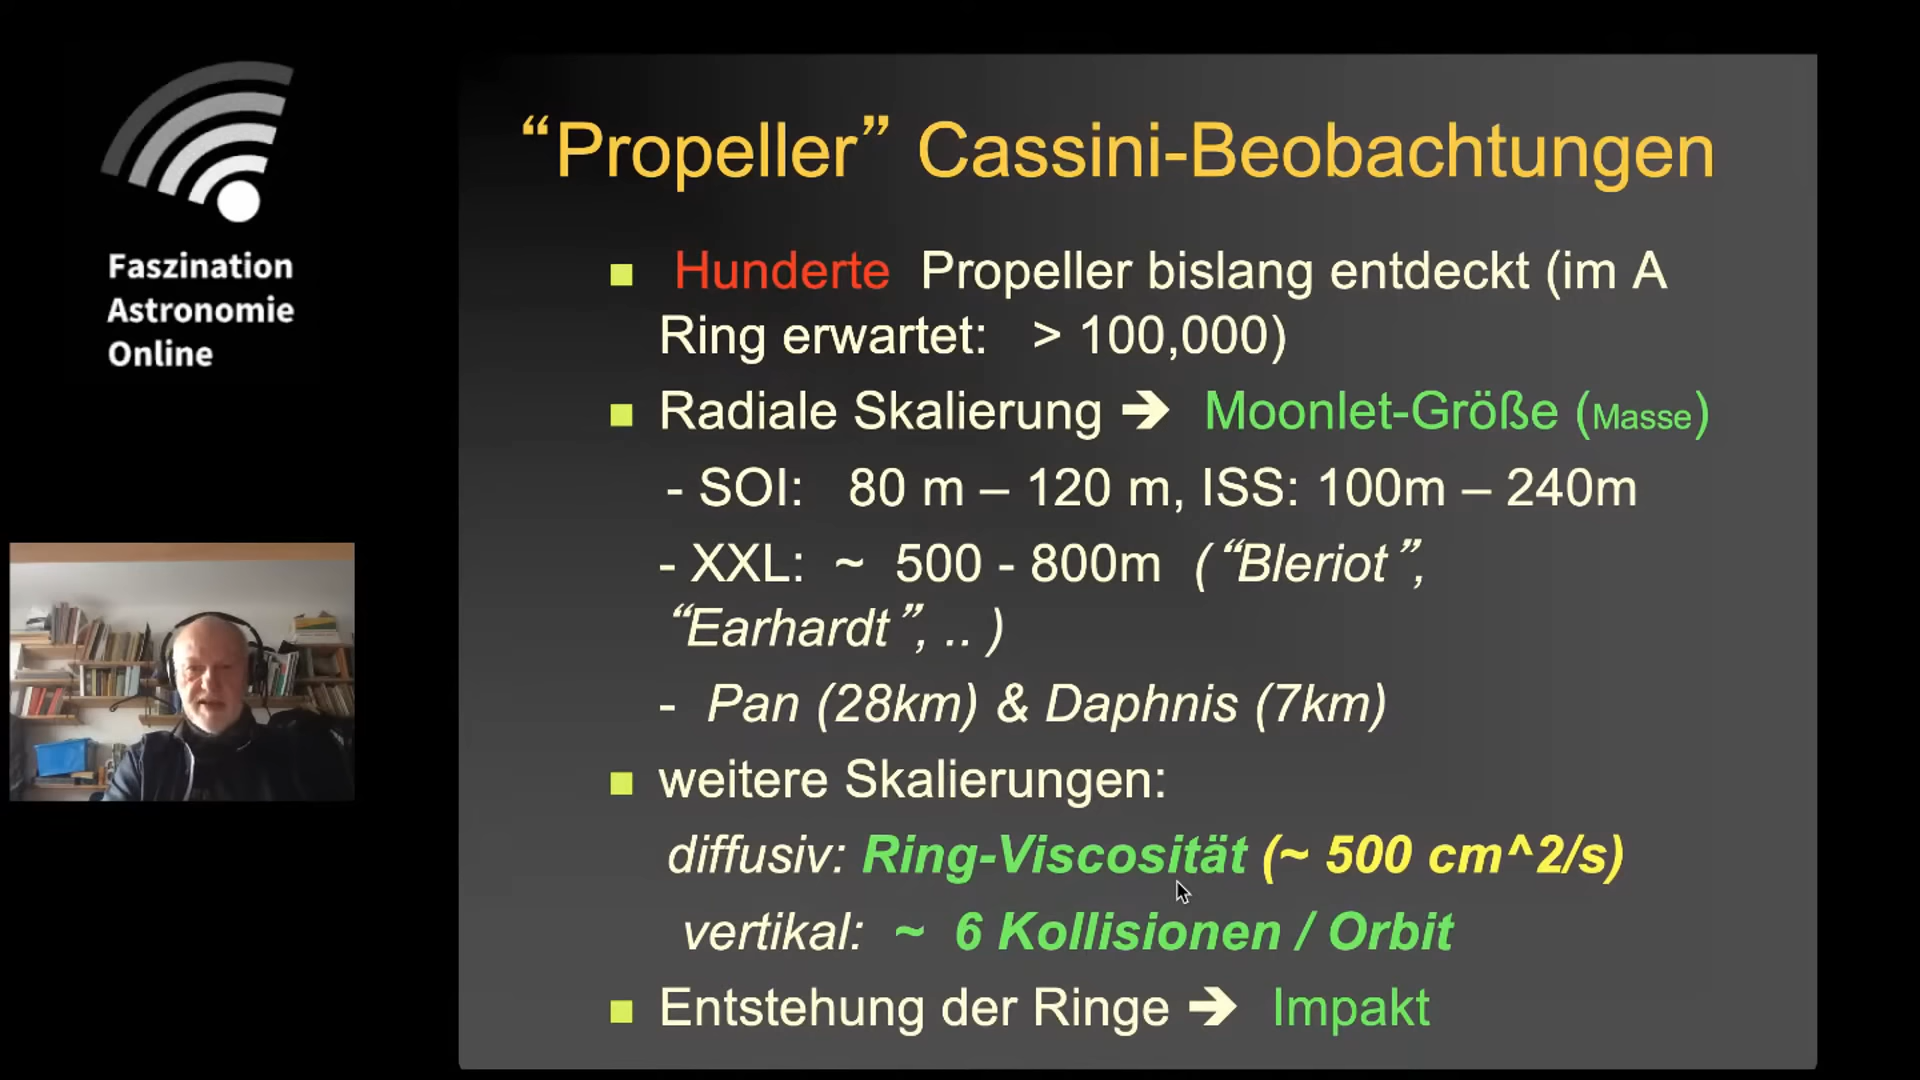 Faszination
Astronomie
Online
“Propeller” Cassini-Beobachtungen
Hunderte Propeller bislang entdeckt (im A
Ring erwartet: > 100,000)
Radiale Skalierung ➔ Moonlet-Größe (Masse)
- SOI: 80 m – 120 m, ISS: 100m – 240m
- XXL: ~ 500 - 800m (“Bleriot”,
“Earhardt”, .. )
- Pan (28km) & Daphnis (7km)
weitere Skalierungen:
diffusiv: Ring-Viscosität (~ 500 cm^2/s)
vertikal: ~ 6 Kollisionen / Orbit
Entstehung der Ringe ➔ Impakt